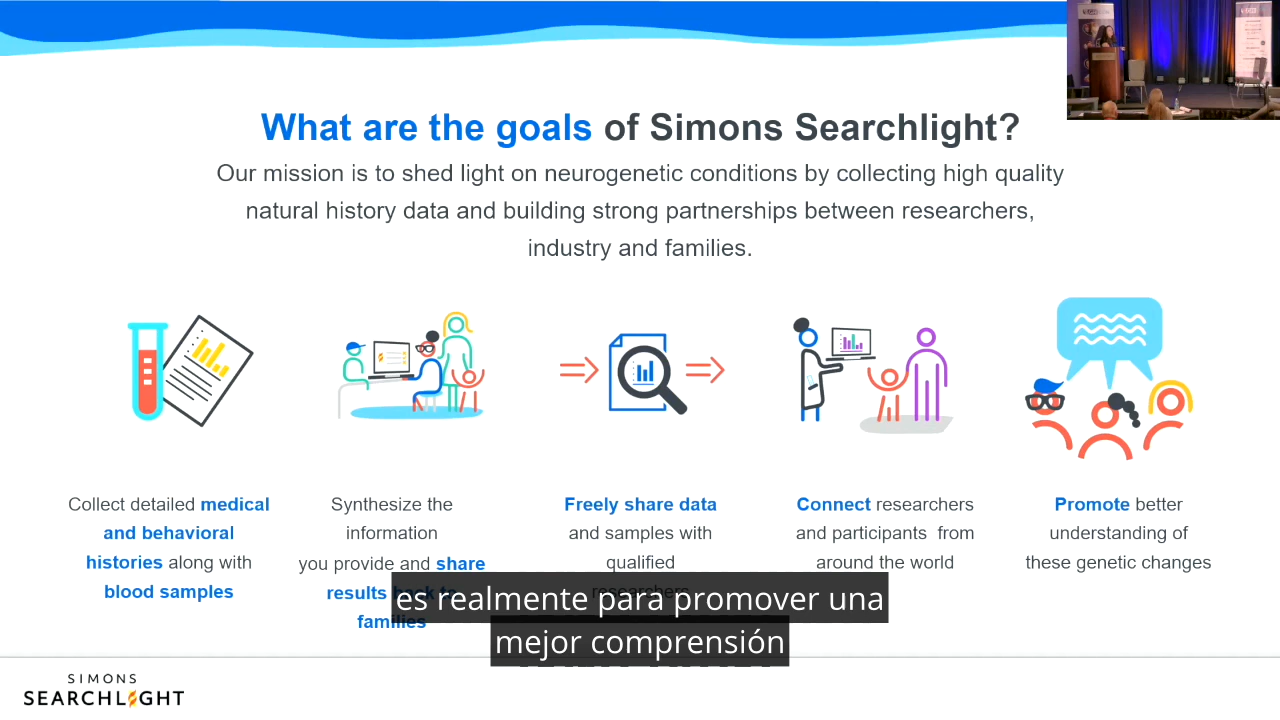 What are the goals of Simons Searchlight?
Our mission is to shed light on neurogenetic conditions by collecting high quality
natural history data and building strong partnerships between researchers,
industry and families.
Collect detailed medical
and behavioral
histories along with
blood samples
Synthesize the
information
you provide and share
results back to
families
Freely share data
and samples with
qualified
researchers
Connect researchers
and participants from
around the world
Promote better
understanding of
these genetic changes
es realmente para promover una
mejor comprensión
SIMONS
SEARCHLIGHT